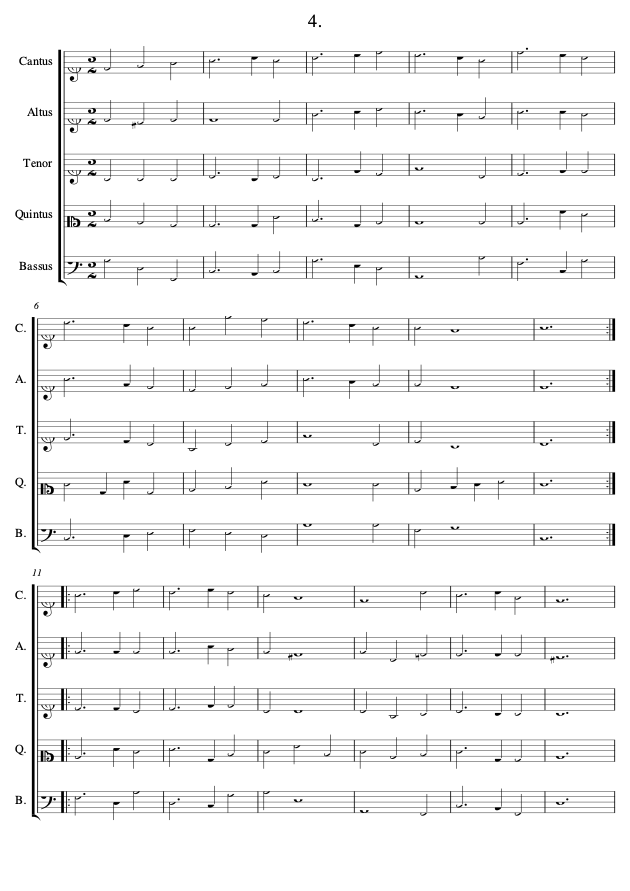 4.
Cantus
Altus
Tenor
Quintus
Bassus
6
C.
A.
T.
Q.
B.
11
C.
A.
T.
Q.
B.